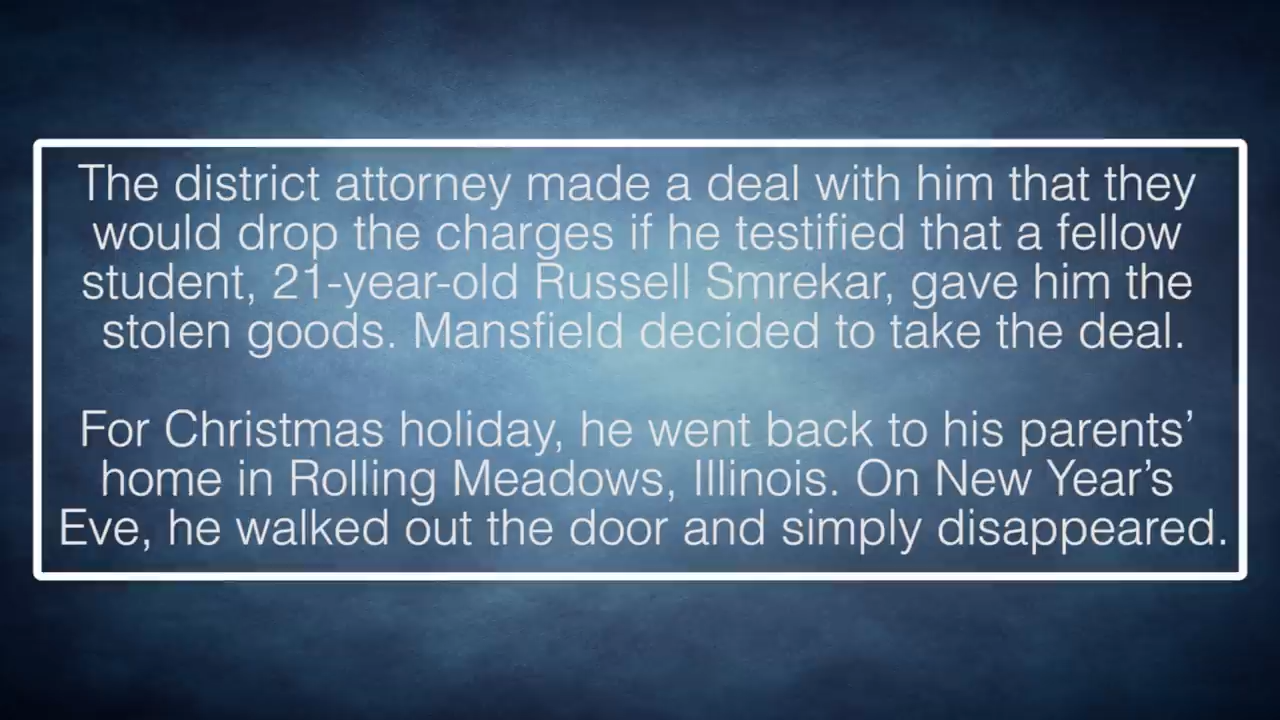 The district attorney made a deal with him that they
would drop the charges if he testified that a fellow
student, 21-year-old Russell Smrekar, gave him the
stolen goods. Mansfield decided to take the deal.
For Christmas holiday, he went back to his parents’
home in Rolling Meadows, Illinois. On New Year’s
Eve, he walked out the door and simply disappeared.